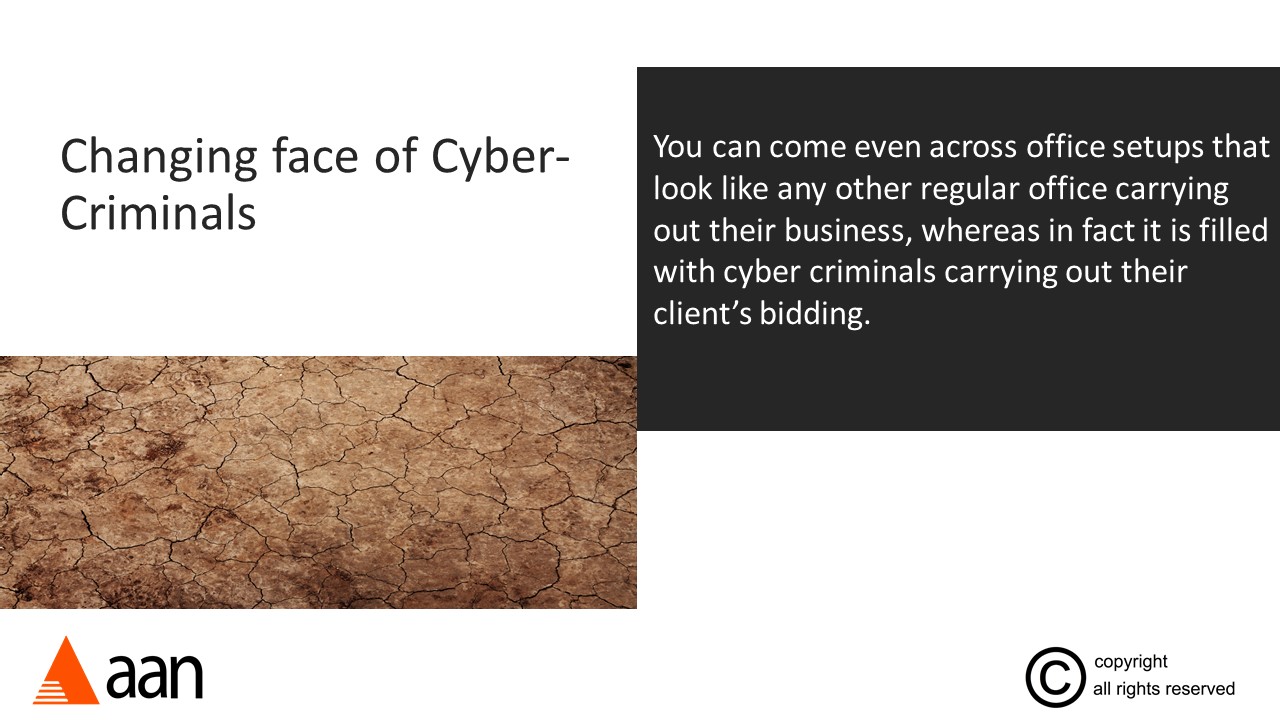 Changing face of Cyber-
Criminals
You can come even across office setups that
look like any other regular office carrying
out their business, whereas in fact it is filled
with cyber criminals carrying out their
client’s bidding.
aan
© copyright
all rights reserved